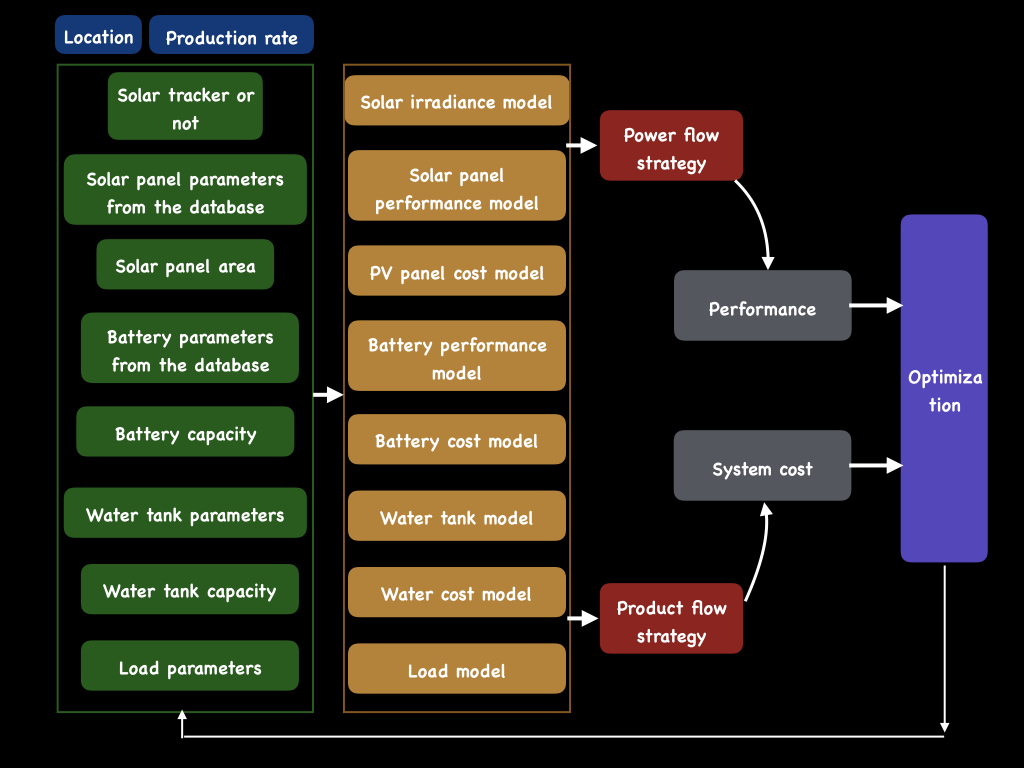 Location
Production rate
Solar tracker or
not
Solar panel parameters
from the database
Solar panel area
Battery parameters
from the database
Battery capacity
Water tank parameters
Water tank capacity
Load parameters
Solar irradiance model
Solar panel
performance model
PV panel cost model
Battery performance
model
Battery cost model
Water tank model
Water cost model
Load model
Power flow
strategy
Performance
System cost
Product flow
strategy
Optimiza
tion